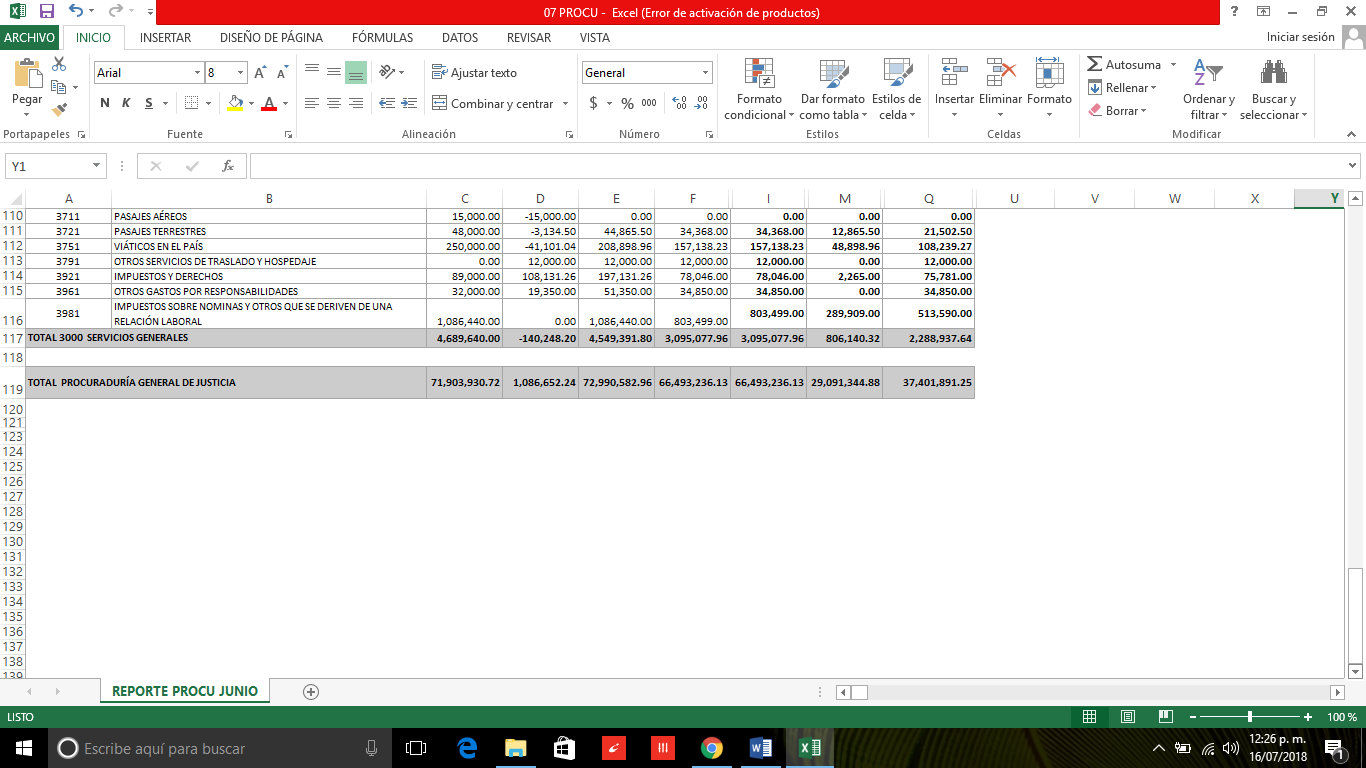 07 PROCU - Excel (Error de activación de productos)
ARCHIVO INICIO INSERTAR DISEÑO DE PÁGINA FÓRMULAS DATOS REVISAR VISTA Iniciar sesión
Pegar
Arial 8
N K S
Ajustar texto
Combinar y centrar
General
$ % 000
Formato condicional
Dar formato como tabla
Estilos de celda
Insertar Eliminar Formato
Autosuma
Rellenar
Borrar
Ordenar y filtrar
Buscar y seleccionar
Portapapeles Fuente Alineación Número Estilos Celdas Modificar
Y1 fx
A B C D E F I M Q U V W X Y
110 3711 PASAJES AÉREOS 15,000.00 -15,000.00 0.00 0.00 0.00 0.00 0.00
111 3721 PASAJES TERRESTRES 48,000.00 -3,134.50 44,865.50 34,368.00 34,368.00 12,865.50 21,502.50
112 3751 VIÁTICOS EN EL PAÍS 250,000.00 -41,101.04 208,898.96 157,138.23 157,138.23 48,898.96 108,239.27
113 3791 OTROS SERVICIOS DE TRASLADO Y HOSPEDAJE 0.00 12,000.00 12,000.00 12,000.00 12,000.00 0.00 12,000.00
114 3921 IMPUESTOS Y DERECHOS 89,000.00 108,131.26 197,131.26 78,046.00 78,046.00 2,265.00 75,781.00
115 3961 OTROS GASTOS POR RESPONSABILIDADES 32,000.00 19,350.00 51,350.00 34,850.00 34,850.00 0.00 34,850.00
116 3981 IMPUESTOS SOBRE NOMINAS Y OTROS QUE SE DERIVEN DE UNA
RELACIÓN LABORAL 1,086,440.00 0.00 1,086,440.00 803,499.00 803,499.00 289,909.00 513,590.00
117 TOTAL 3000 SERVICIOS GENERALES 4,689,640.00 -140,248.20 4,549,391.80 3,095,077.96 3,095,077.96 806,140.32 2,288,937.64
118
119 TOTAL PROCURADURÍA GENERAL DE JUSTICIA 71,903,930.72 1,086,652.24 72,990,582.96 66,493,236.13 66,493,236.13 29,091,344.88 37,401,891.25
120
121
123
124
125
126
127
128
129
130
131
132
133
134
135
136
137
138
139
REPORTE PROCU JUNIO
LISTO 100 %
Escribe aquí para buscar
12:26 p. m.
16/07/2018
1